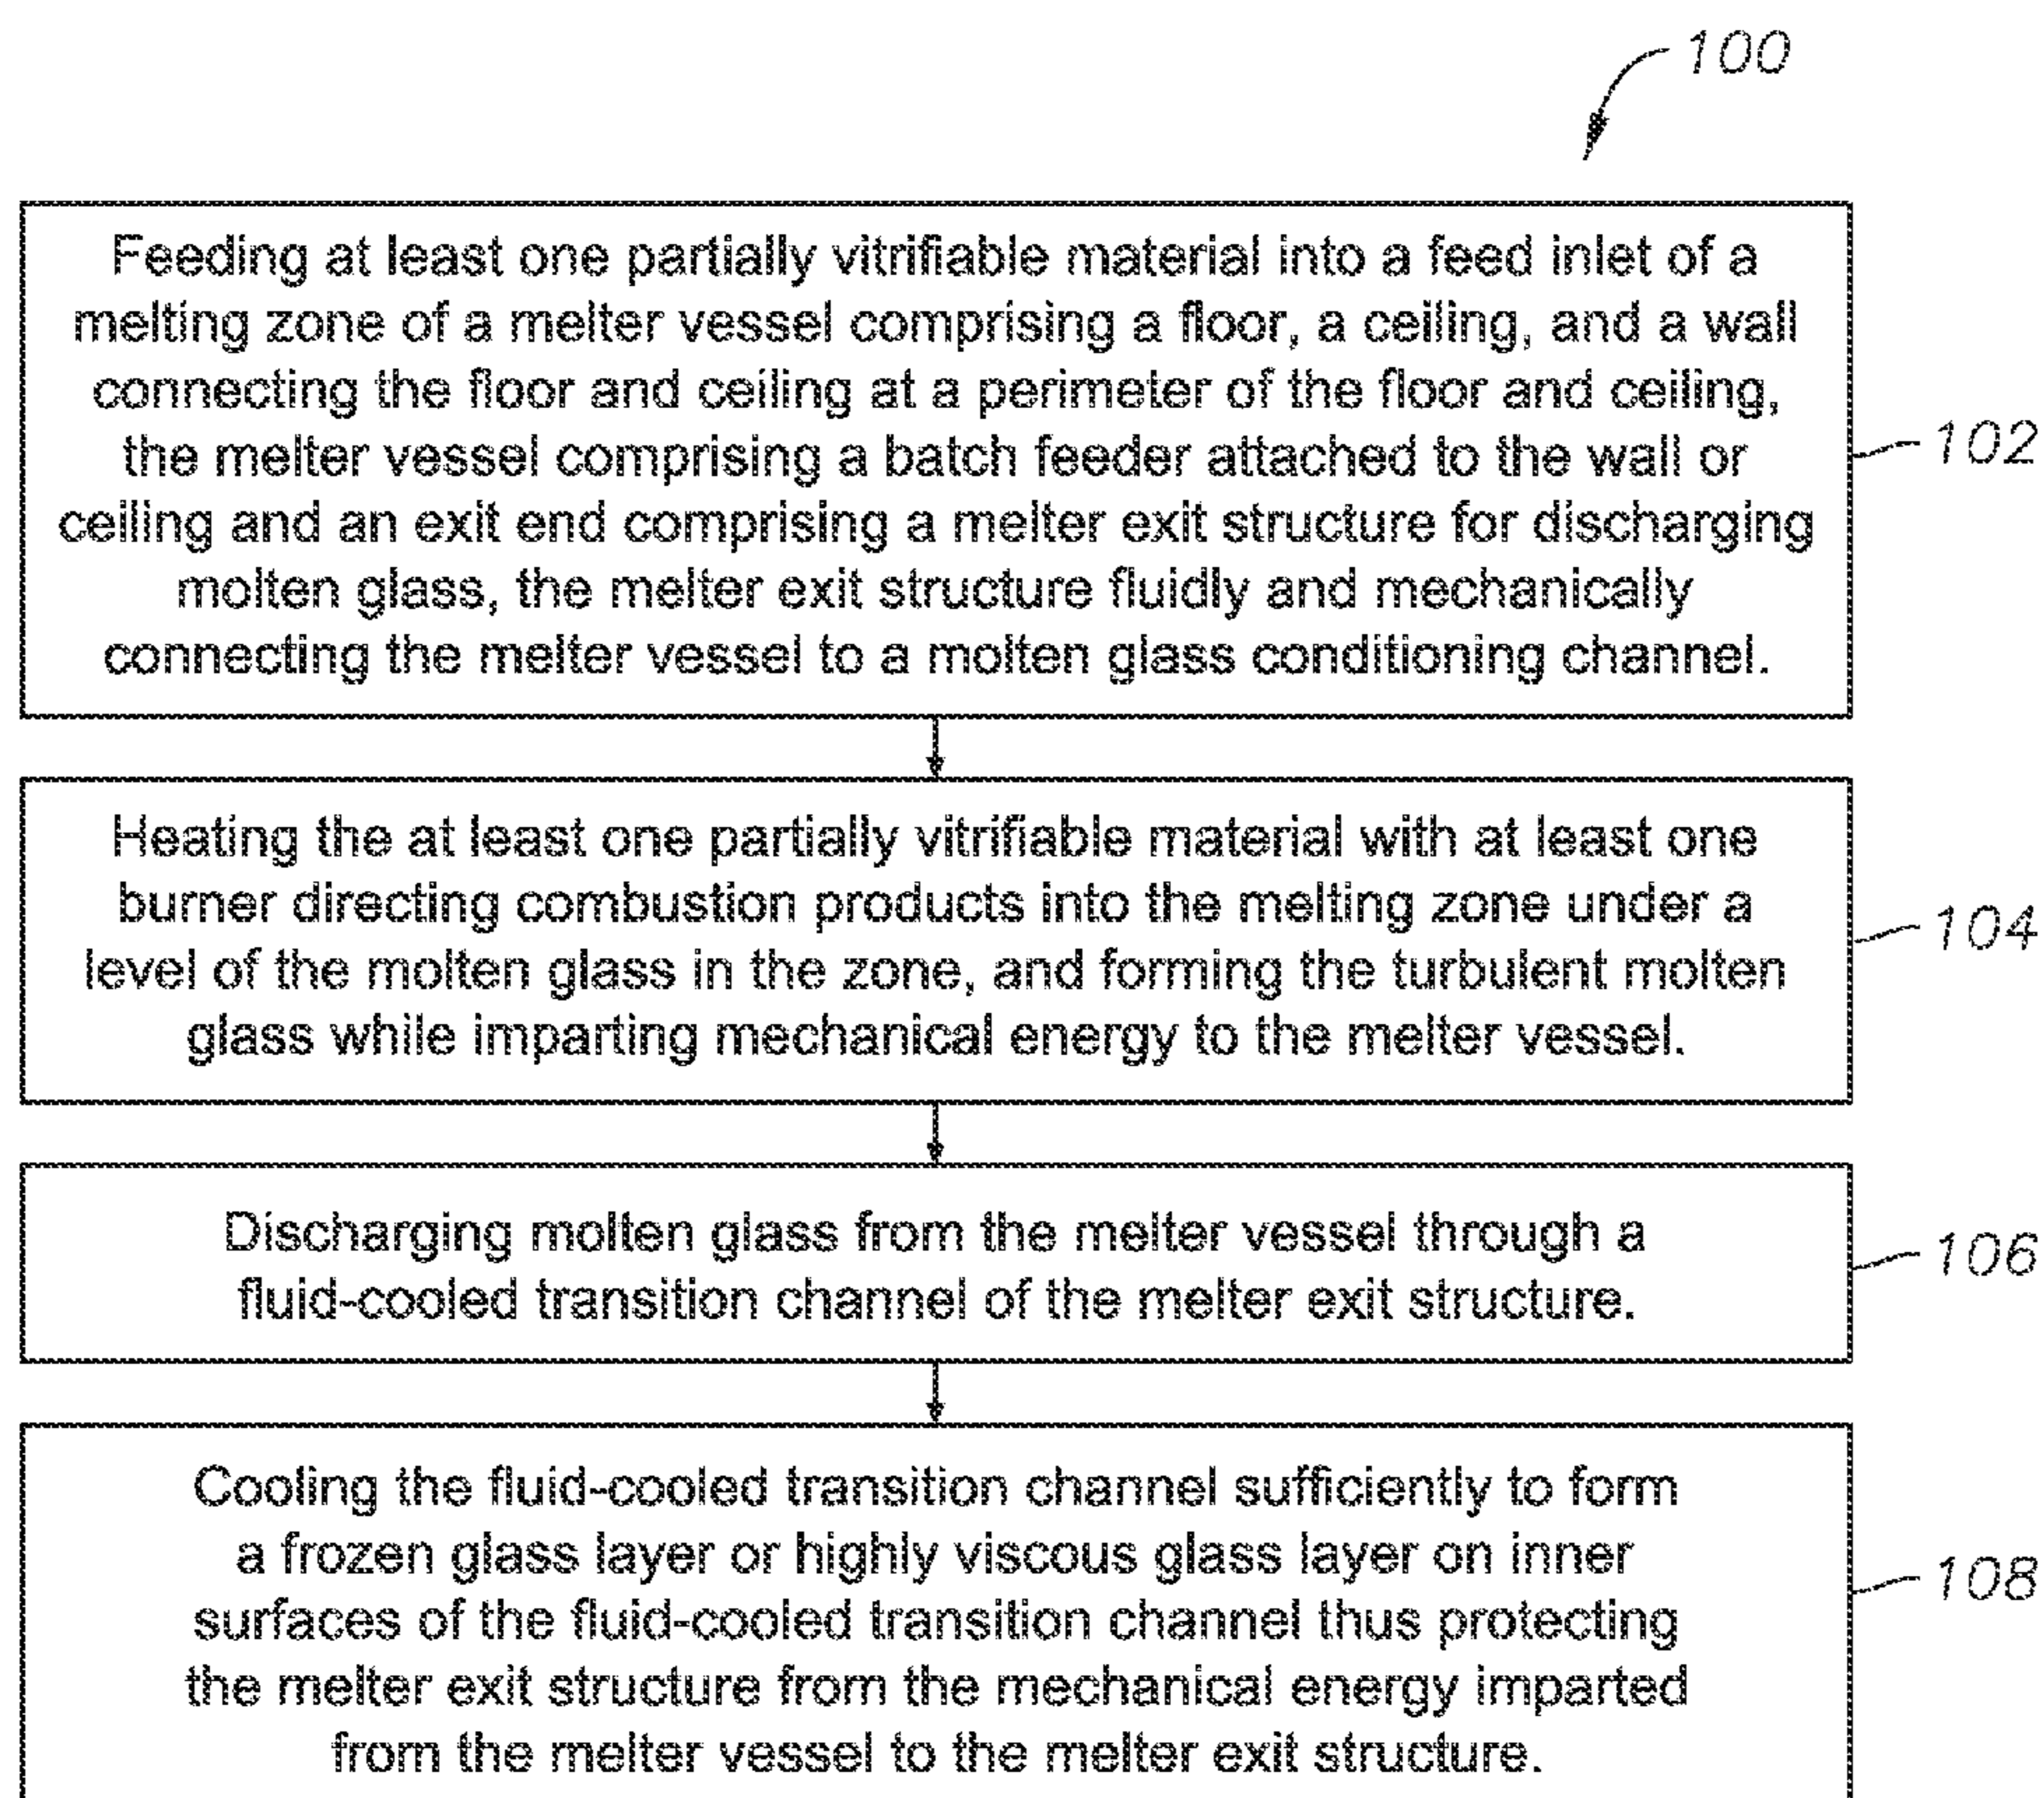 100
Feeding at least one partially vitrifiable material into a feed inlet of a
melting zone of a melter vessel comprising a floor, a ceiling, and a wall
connecting the floor and ceiling at a perimeter of the floor and ceiling,
the melter vessel comprising a batch feeder attached to the wall or
ceiling and an exit end comprising a melter exit structure for discharging
molten glass, the melter exit structure fluidly and mechanically
connecting the melter vessel to a molten glass conditioning channel.
102
Heating the at least one partially vitrifiable material with at least one
burner directing combustion products into the melting zone under a
level of the molten glass in the zone, and forming the turbulent molten
glass while imparting mechanical energy to the melter vessel.
104
Discharging molten glass from the melter vessel through a
fluid-cooled transition channel of the melter exit structure.
106
Cooling the fluid-cooled transition channel sufficiently to form
a frozen glass layer or highly viscous glass layer on inner
surfaces of the fluid-cooled transition channel thus protecting
the melter exit structure from the mechanical energy imparted
from the melter vessel to the melter exit structure.
108